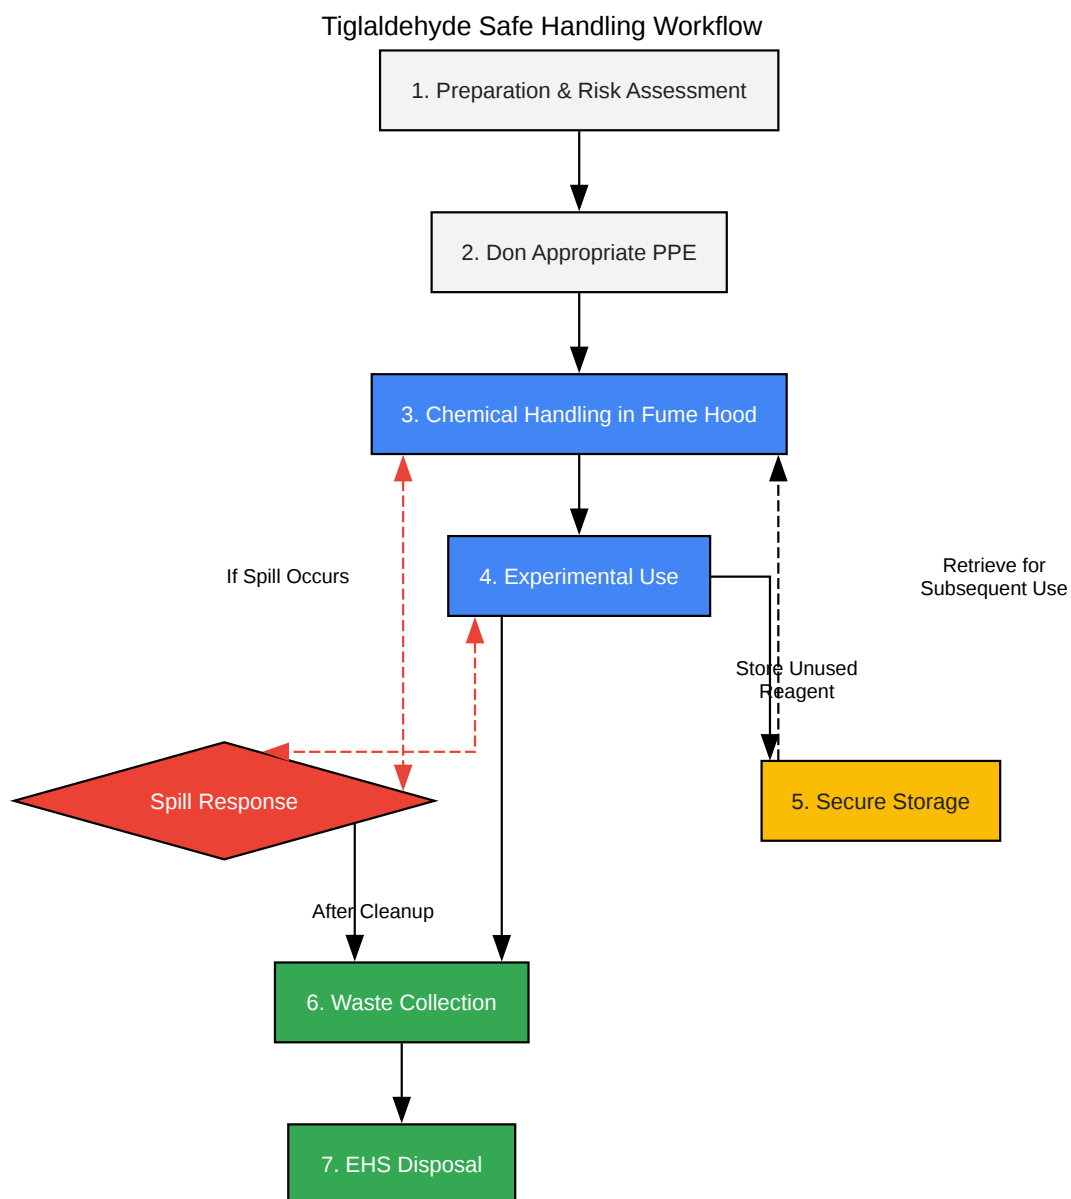 Tiglaldehyde Safe Handling Workflow
1. Preparation & Risk Assessment
2. Don Appropriate PPE
3. Chemical Handling in Fume Hood
If Spill Occurs
4. Experimental Use
Retrieve for
Subsequent Use
Store Unused
Reagent
Spill Response
5. Secure Storage
After Cleanup
6. Waste Collection
7. EHS Disposal